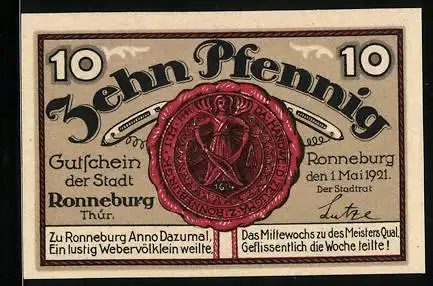 10 10
Zehn Pfennig
Gutschein
der Stadt
Ronneburg
Thür.
Ronneburg
den 1 Mai 1921.
Der Stadtrat
Lutze
Zu Ronneburg Anno Dazumal,
Ein lustig Webervölklein weilte,
Das Mittewochs zu des Meisters Qual,
Geflissentlich die Woche teilte!